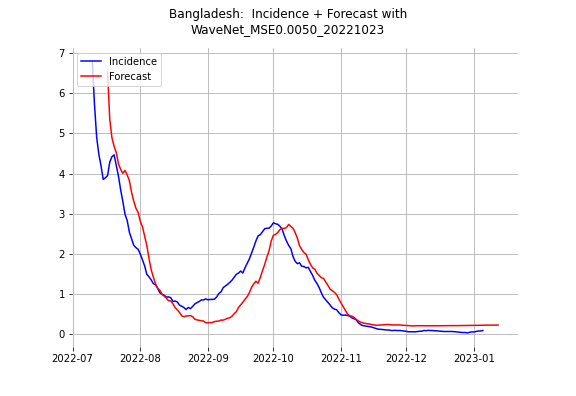 Bangladesh:  Incidence + Forecast with
WaveNet_MSE0.0050_20221023
7
6
5
4
3
2
1
0
Incidence
Forecast
2022-07 2022-08 2022-09 2022-10 2022-11 2022-12 2023-01